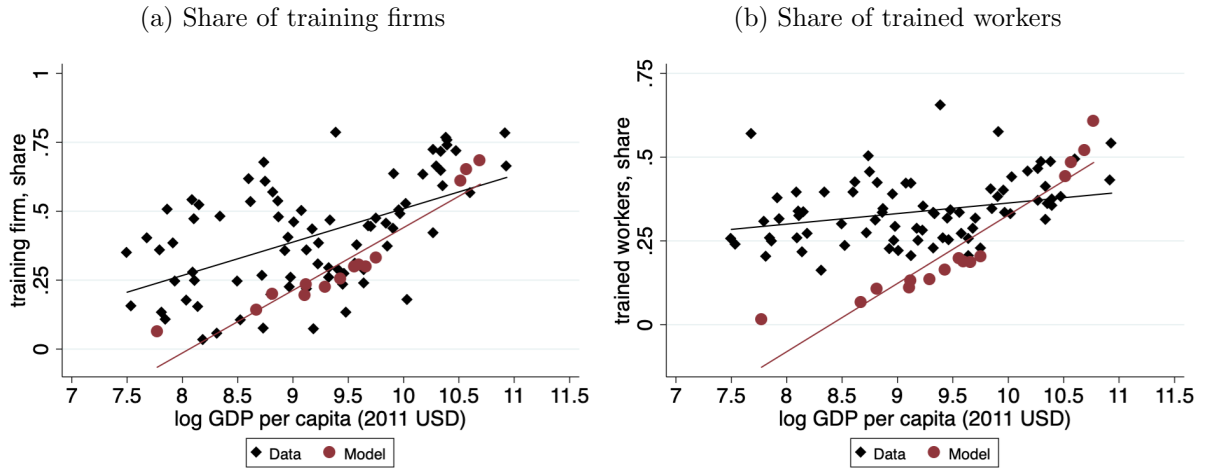 (a) Share of training firms
training firm, share
1
.75
.5
.25
0
7 7.5 8 8.5 9 9.5 10 10.5 11 11.5
log GDP per capita (2011 USD)
Data Model
(b) Share of trained workers
trained workers, share
.75
.5
.25
0
7 7.5 8 8.5 9 9.5 10 10.5 11 11.5
log GDP per capita (2011 USD)
Data Model